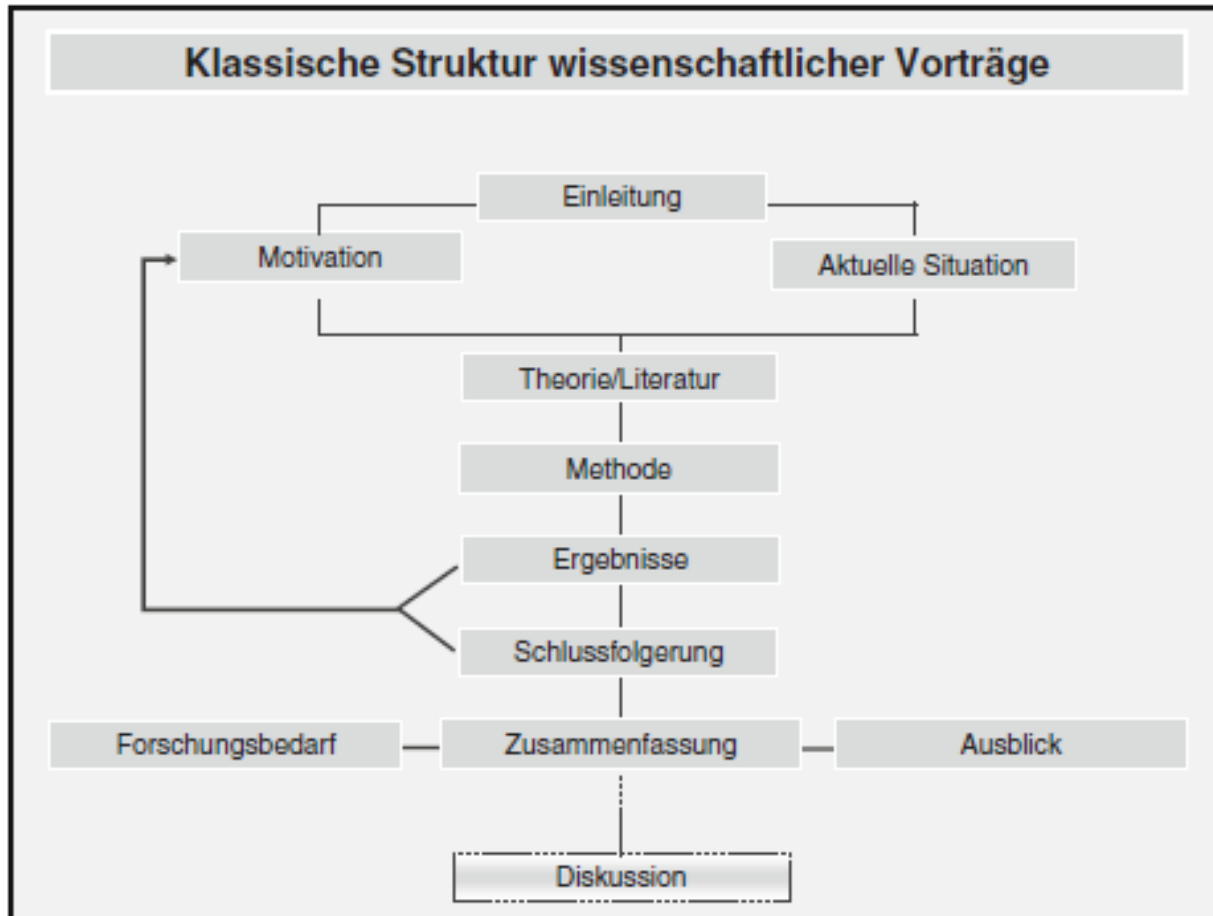 Klassische Struktur wissenschaftlicher Vorträge
Einleitung
Motivation
Aktuelle Situation
Theorie/Literatur
Methode
Ergebnisse
Schlussfolgerung
Forschungsbedarf
Zusammenfassung
Ausblick
Diskussion